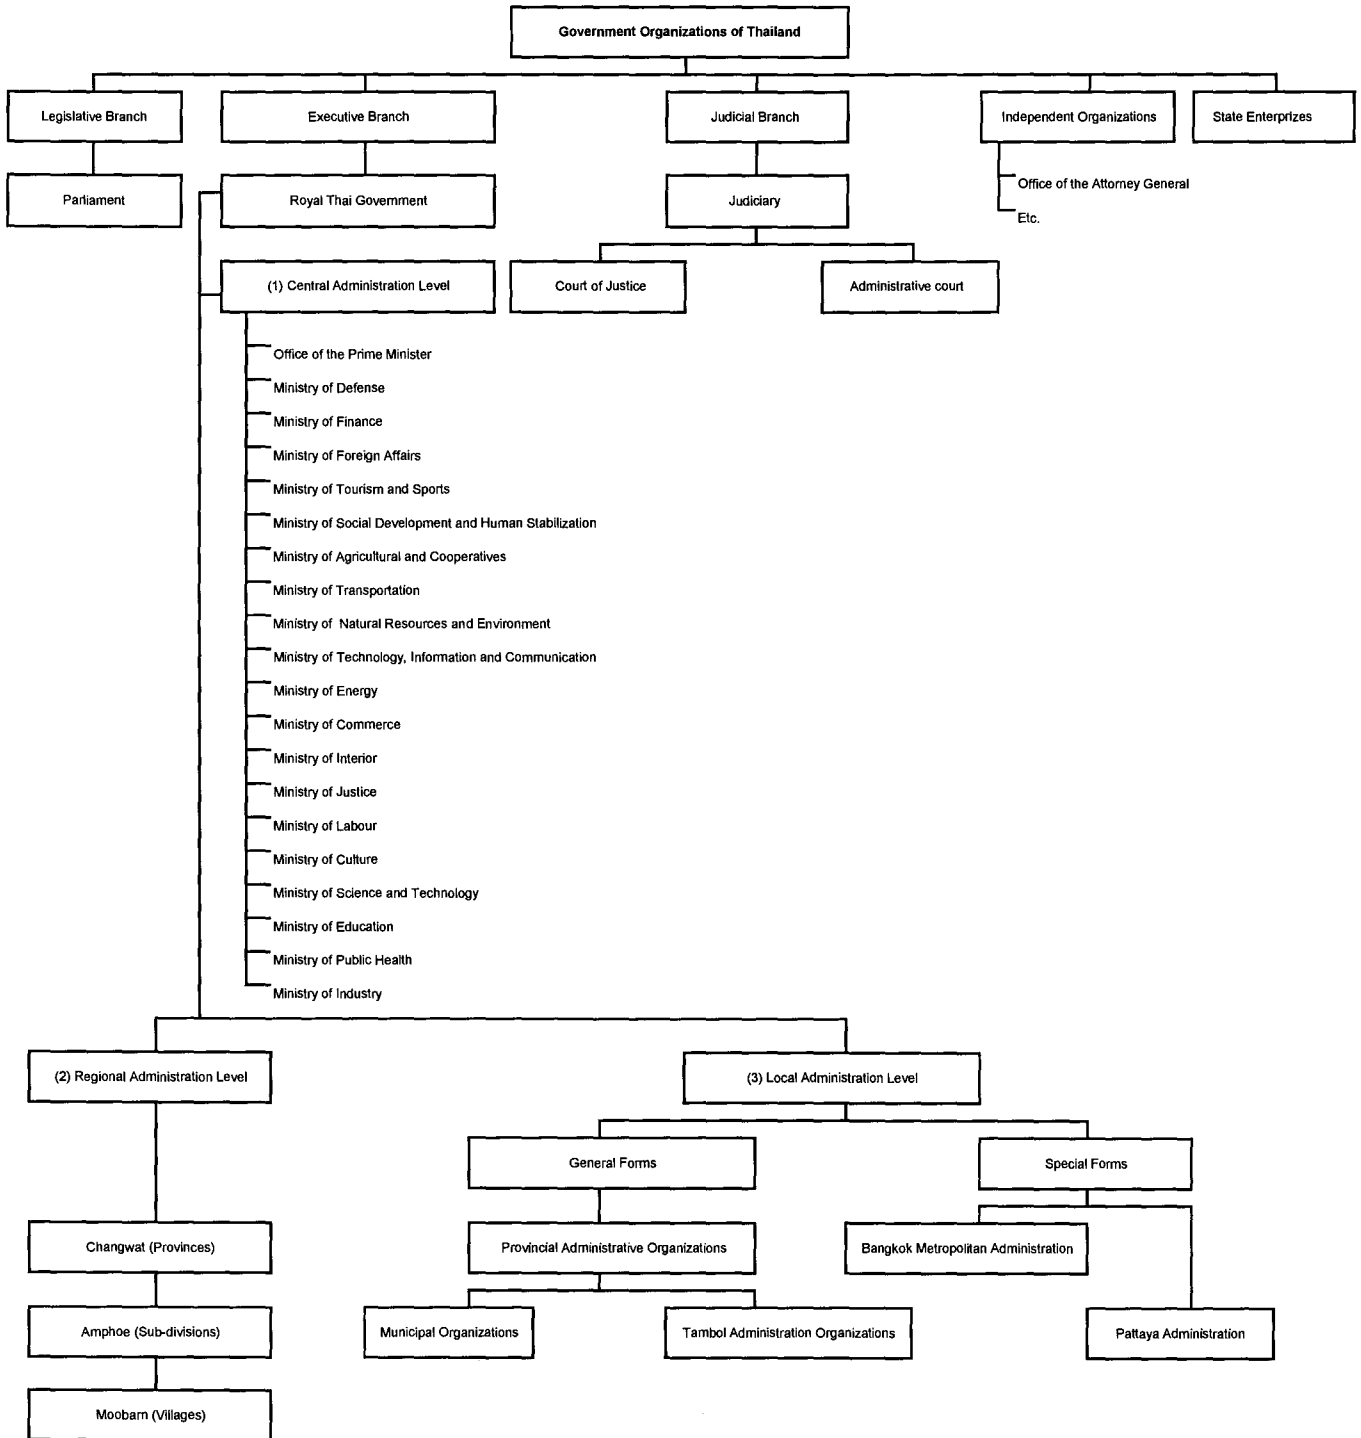 Government Organizations of Thailand
Legislative Branch
Executive Branch
Judicial Branch
Independent Organizations
State Enterprizes
Parliament
Royal Thai Government
Judiciary
Office of the Attorney General
Etc.
(1) Central Administration Level
Court of Justice
Administrative court
Office of the Prime Minister
Ministry of Defense
Ministry of Finance
Ministry of Foreign Affairs
Ministry of Tourism and Sports
Ministry of Social Development and Human Stabilization
Ministry of Agricultural and Cooperatives
Ministry of Transportation
Ministry of Natural Resources and Environment
Ministry of Technology, Information and Communication
Ministry of Energy
Ministry of Commerce
Ministry of Interior
Ministry of Justice
Ministry of Labour
Ministry of Culture
Ministry of Science and Technology
Ministry of Education
Ministry of Public Health
Ministry of Industry
(2) Regional Administration Level
(3) Local Administration Level
General Forms
Special Forms
Changwat (Provinces)
Provincial Administrative Organizations
Bangkok Metropolitan Administration
Amphoe (Sub-divisions)
Municipal Organizations
Tambol Administration Organizations
Pattaya Administration
Moobarn (Villages)